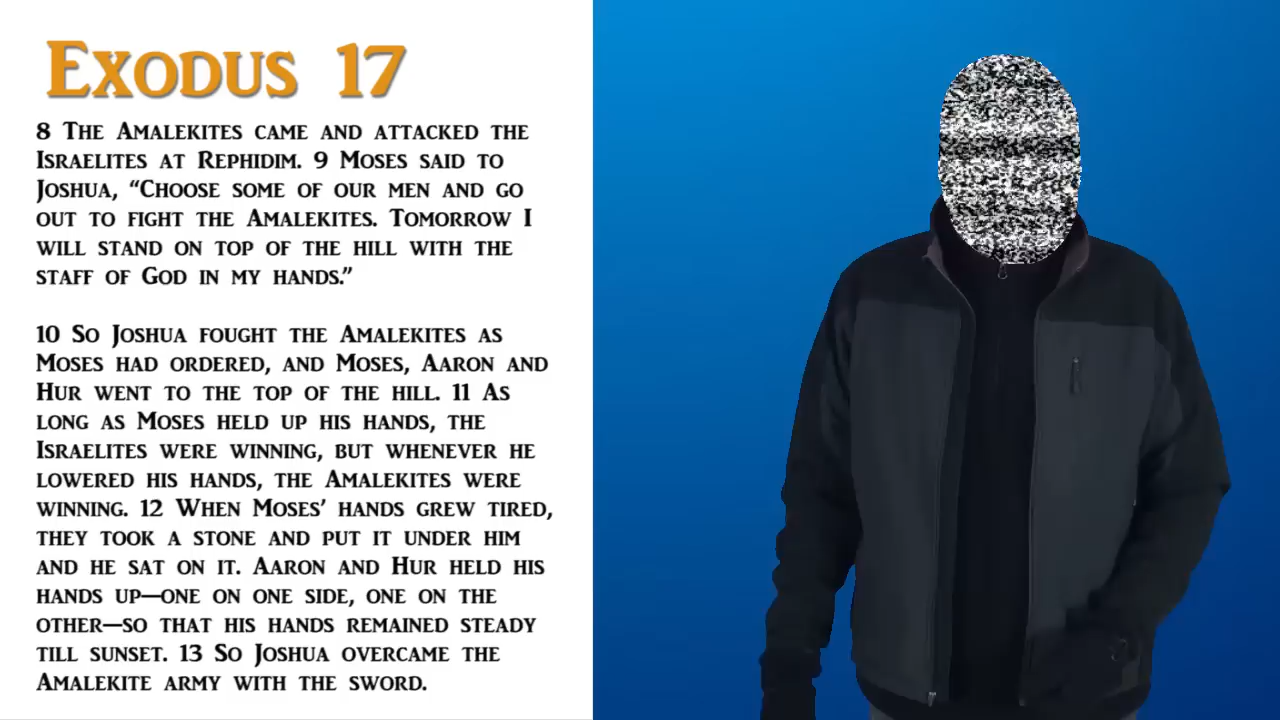 Exodus 17
8 The Amalekites came and attacked the
Israelites at Rephidim. 9 Moses said to
Joshua, “Choose some of our men and go
out to fight the Amalekites. Tomorrow I
will stand on top of the hill with the
staff of God in my hands.”
10 So Joshua fought the Amalekites as
Moses had ordered, and Moses, Aaron and
Hur went to the top of the hill. 11 As
long as Moses held up his hands, the
Israelites were winning, but whenever he
lowered his hands, the Amalekites were
winning. 12 When Moses’ hands grew tired,
they took a stone and put it under him
and he sat on it. Aaron and Hur held his
hands up—one on one side, one on the
other—so that his hands remained steady
till sunset. 13 So Joshua overcame the
Amalekite army with the sword.